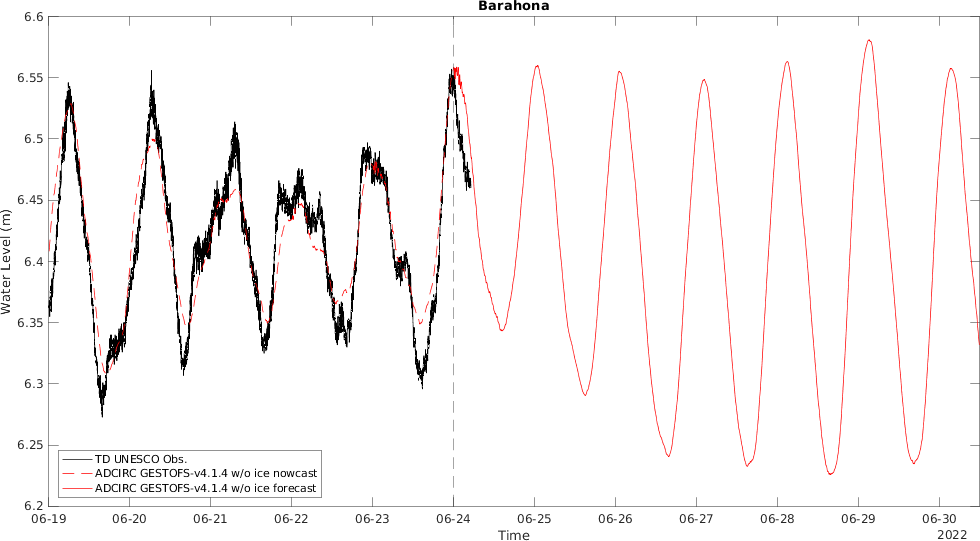 Barahona
6.6
6.55
6.5
6.45
6.4
6.35
6.3
6.25
6.2
Water Level (m)
TD UNESCO Obs.
ADCIRC GESTOFS-v4.1.4 w/o ice nowcast
ADCIRC GESTOFS-v4.1.4 w/o ice forecast
06-19 06-20 06-21 06-22 06-23 06-24 06-25 06-26 06-27 06-28 06-29 06-30
Time
2022